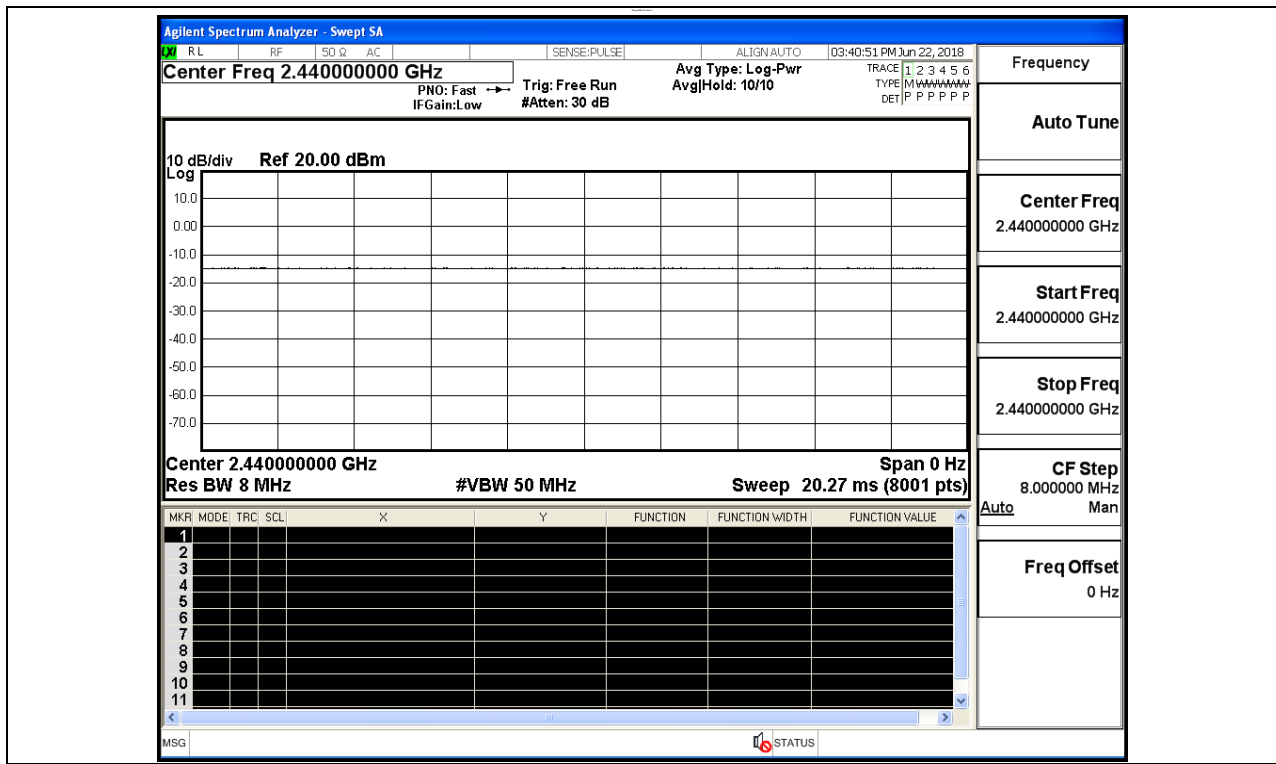 Agilent Spectrum Analyzer - Swept SA
LXI RL RF 50 Ω AC SENSE:PULSE ALIGN AUTO 03:40:51 PM Jun 22, 2018
Center Freq 2.440000000 GHz
PNO: Fast
IFGain:Low
Trig: Free Run
#Atten: 30 dB
Avg Type: Log-Pwr
Avg|Hold: 10/10
TRACE 1 2 3 4 5 6
TYPE M WWWWW
DET P P P P P P
10 dB/div Ref 20.00 dBm
Log
10.0
0.00
-10.0
-20.0
-30.0
-40.0
-50.0
-60.0
-70.0
Center 2.440000000 GHz Span 0 Hz
Res BW 8 MHz #VBW 50 MHz Sweep 20.27 ms (8001 pts)
MKR MODE TRC SCL X Y FUNCTION FUNCTION WIDTH FUNCTION VALUE
1
2
3
4
5
6
7
8
9
10
11
MSG STATUS
Frequency
Auto Tune
Center Freq
2.440000000 GHz
Start Freq
2.440000000 GHz
Stop Freq
2.440000000 GHz
CF Step
8.000000 MHz
Auto Man
Freq Offset
0 Hz